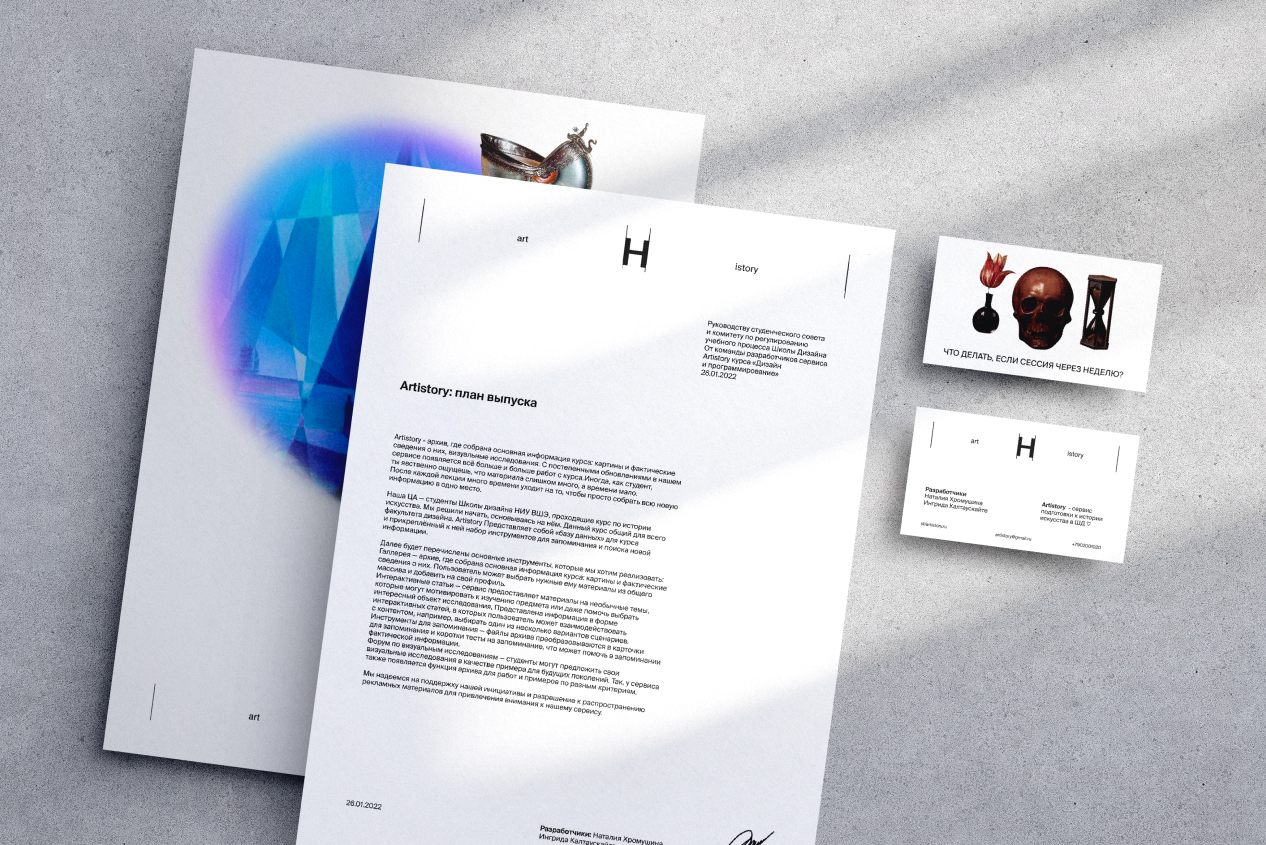 art
H
istory
Руководству студенческого совета
и комитету по регулированию
учебного процесса Школы Дизайна
От команды разработчиков сервиса
Artistory курса «Дизайн
и программирование»
26.01.2022
Artistory: план выпуска
Artistory - архив, где собрана основная информация курса: картины и фактические
сведения о них, визуальные исследования. С постепенными обновлениями в нашем
сервисе появляется всё больше и больше работ с курса.Иногда, как студент,
ты явственно ощущешь, что материала слишком много, а времени мало.
После каждой лекции много времени уходит на то, чтобы просто собрать всю новую
информацию в одно место.
Наша ЦА – студенты Школы дизайна НИУ ВШЭ, проходящие курс по истории
искусства. Мы решили начать, основываясь на нём. Данный курс общий для всего
факультета дизайна. Artistory Представляет собой «базу данных» для курса
и прикреплённый к ней набор инструментов для запоминания и поиска новой
информации.
Далее будет перечислены основные инструменты, которые мы хотим реализовать:
Галлерея – архив, где собрана основная информация курса: картины и фактические
сведения о них. Пользователь может выбрать нужные ему материалы из общего
массива и добавить на свой профиль.
Интерактивные статьи – сервис предоставляет материалы на необычные темы,
которые могут мотивировать к изучению предмета или даже помочь выбрать
интересный объект исследования. Представлена информация в форме
интерактивных статей, в которых пользователь может взаимодействовать
с контентом, например, выбирать один из несколько вариантов сценариев.
Инструменты для запоминания – файлы архива преобразовываются в карточки
для запоминания и коротки тесты на запоминание, что может помочь в запоминании
фактической информации.
Форум по визуальным исследованиям – студенты могут предложить свои
визуальные исследования в качестве примера для будущих поколений. Так, у сервиса
также появляется функция архива для работ и примеров по разным критериям.
Мы надеемся на поддержку нашей инициативы и разрешение к распространению
рекламных материалов для привлечения внимания к нашему сервису.
26.01.2022
Разработчики: Наталия Хромушина
Ингрида Калтаускайте
art
ЧТО ДЕЛАТЬ, ЕСЛИ СЕССИЯ ЧЕРЕЗ НЕДЕЛЮ?
art
H
istory
Разработчики
Наталия Хромушина
Ингрида Калтаускайте
Artistory - сервис
подготовки к истории
искусства в ШД ♡
artistory@gmail.ru